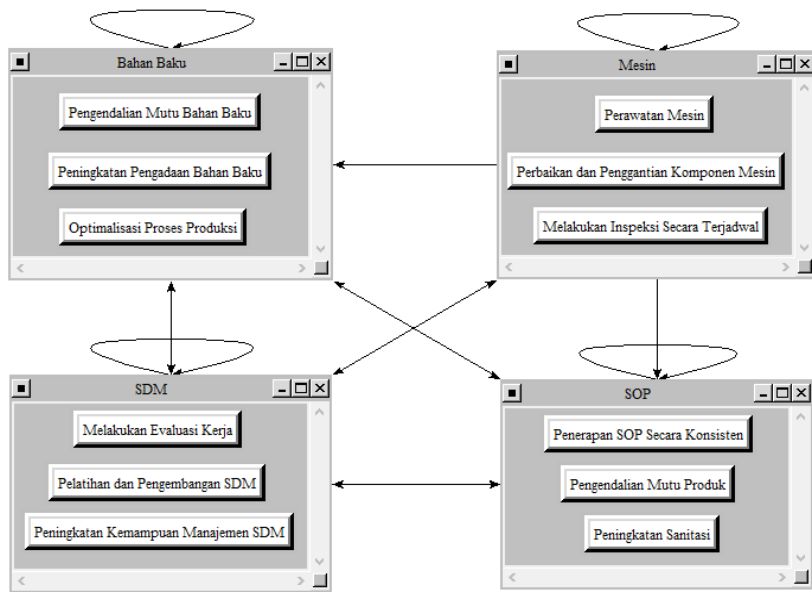 Bahan Baku
Pengendalian Mutu Bahan Baku
Peningkatan Pengadaan Bahan Baku
Optimalisasi Proses Produksi
Mesin
Perawatan Mesin
Perbaikan dan Penggantian Komponen Mesin
Melakukan Inspeksi Secara Terjadwal
SDM
Melakukan Evaluasi Kerja
Pelatihan dan Pengembangan SDM
Peningkatan Kemampuan Manajemen SDM
SOP
Penerapan SOP Secara Konsisten
Pengendalian Mutu Produk
Peningkatan Sanitasi